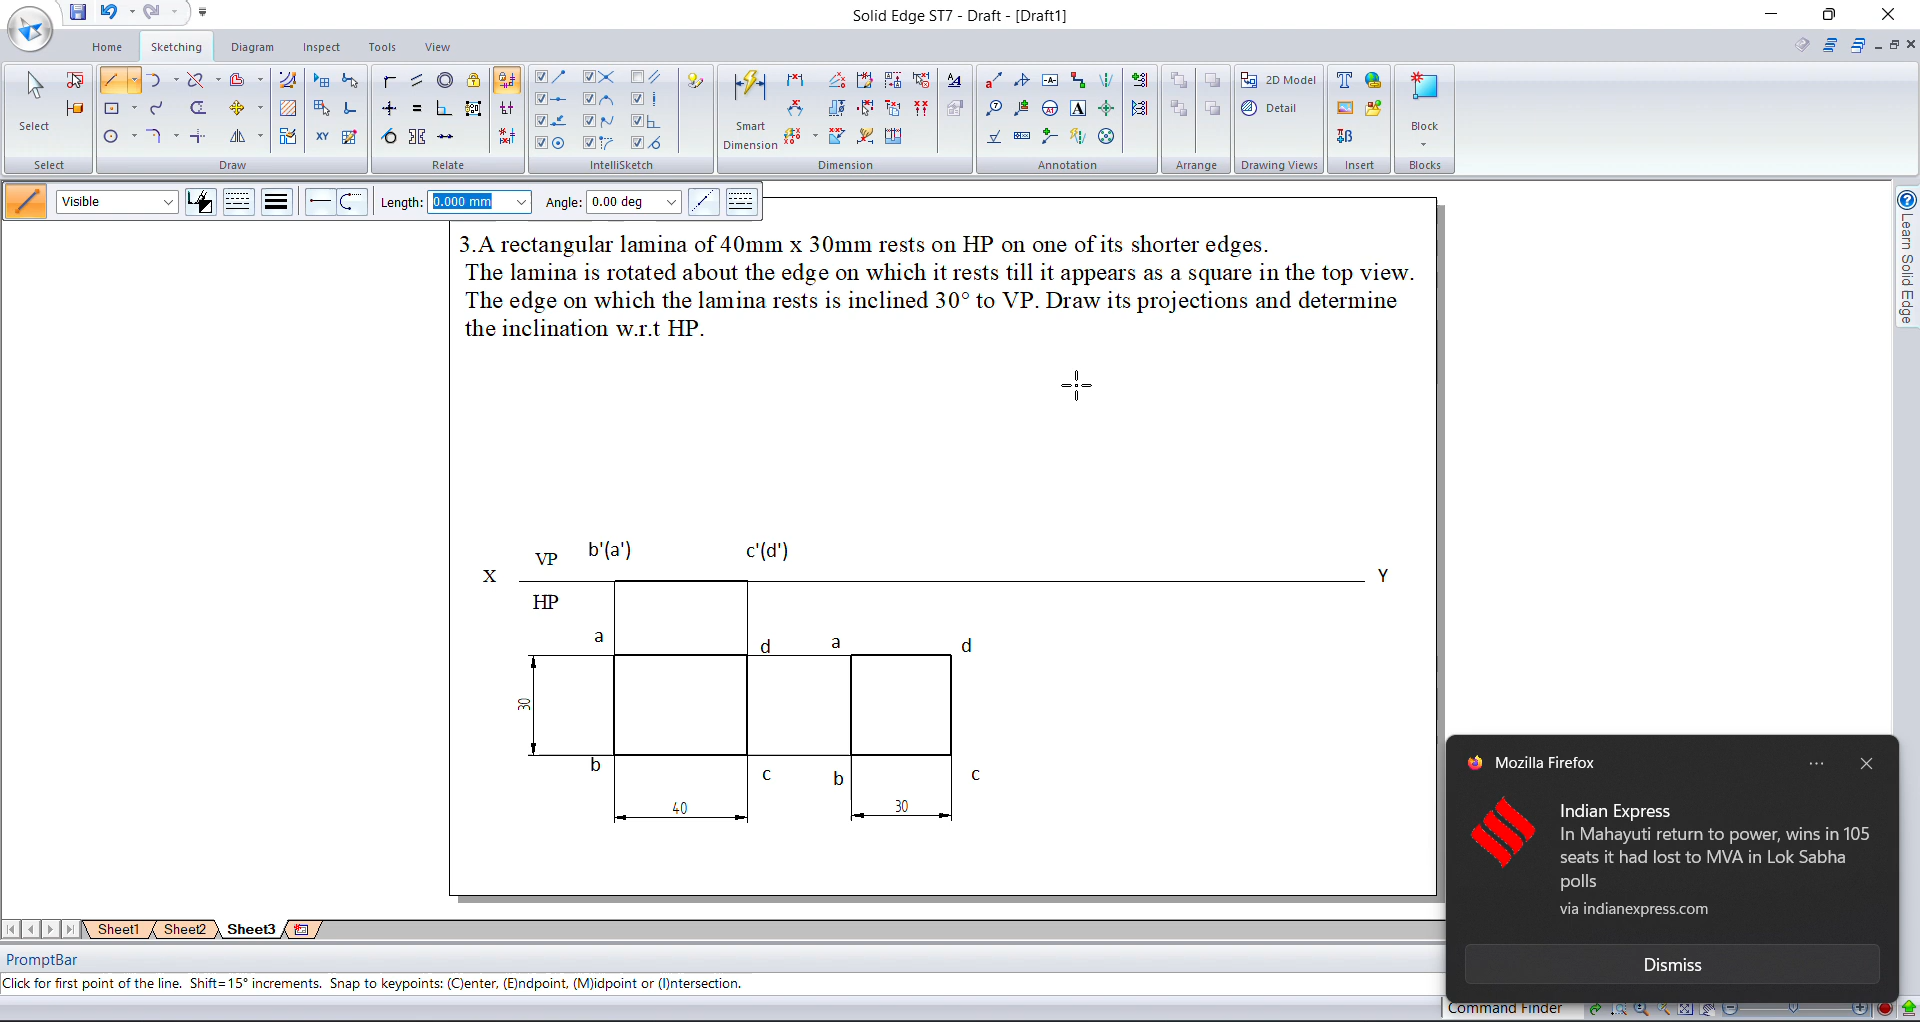 Solid Edge ST7 - Draft - [Draft1]
Home Sketching Diagram Inspect Tools View
Select
Smart
Dimension
2D Model
Detail
Block
Select Draw Relate IntelliSketch Dimension Annotation Arrange Drawing Views Insert Blocks
Visible Length: 0.000 mm Angle: 0.00 deg
Learn Solid Edge
3.A rectangular lamina of 40mm x 30mm rests on HP on one of its shorter edges.
The lamina is rotated about the edge on which it rests till it appears as a square in the top view.
The edge on which the lamina rests is inclined 30° to VP. Draw its projections and determine
the inclination w.r.t HP.
VP b'(a') c'(d')
X Y
HP
a d a d
30
b c b c
40 30
Mozilla Firefox
Indian Express
In Mahayuti return to power, wins in 105
seats it had lost to MVA in Lok Sabha
polls
via indianexpress.com
Dismiss
Sheet1 Sheet2 Sheet3
PromptBar
Click for first point of the line. Shift=15° increments. Snap to keypoints: (C)enter, (E)ndpoint, (M)idpoint or (I)ntersection.
Command Finder